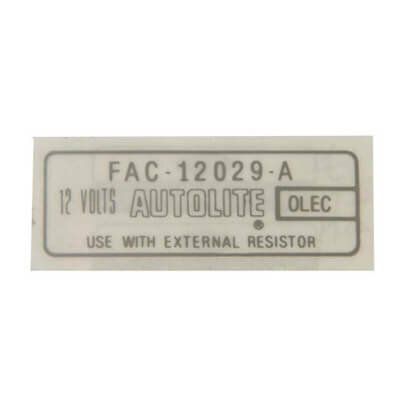 FAC-12029-A
12 VOLTS AUTOLITE® OLEC
USE WITH EXTERNAL RESISTOR